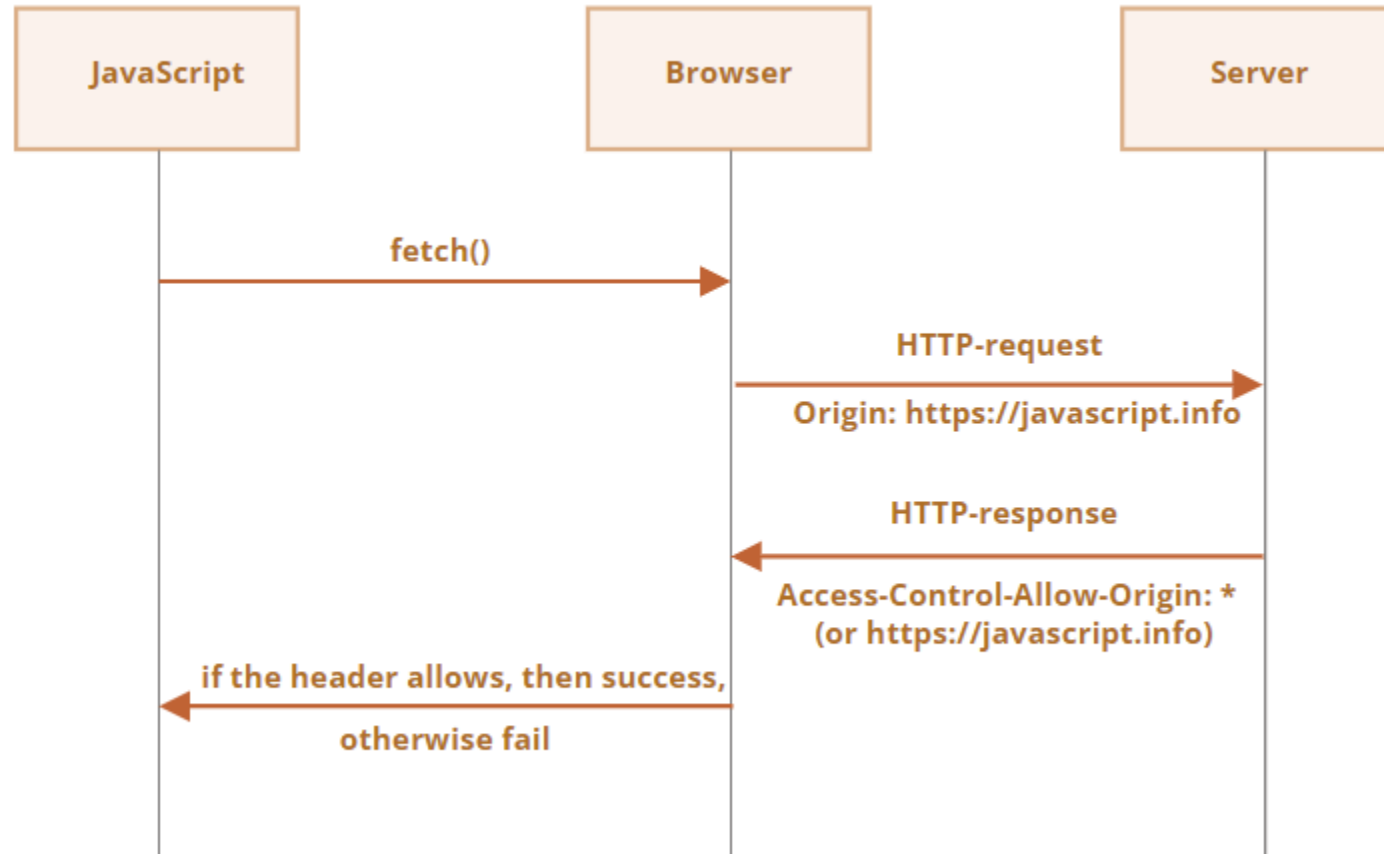 JavaScript
Browser
Server
fetch()
HTTP-request
Origin: https://javascript.info
HTTP-response
Access-Control-Allow-Origin: *
(or https://javascript.info)
if the header allows, then success,
otherwise fail